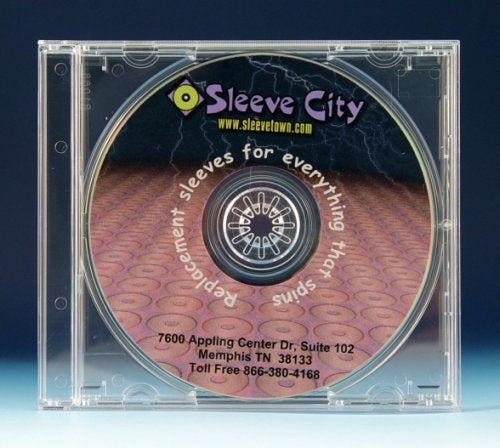 Sleeve City
www.sleevetown.com
Replacement sleeves for everything that spins
7600 Appling Center Dr, Suite 102
Memphis TN 38133
Toll Free 866-380-4168